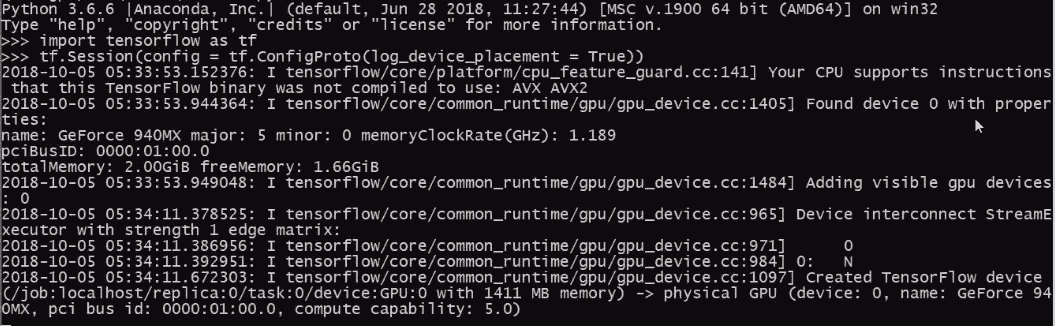 Python 3.6.6 |Anaconda, Inc.| (default, Jun 28 2018, 11:27:44) [MSC v.1900 64 bit (AMD64)] on win32
Type "help", "copyright", "credits" or "license" for more information.
>>> import tensorflow as tf
>>> tf.Session(config = tf.ConfigProto(log_device_placement = True))
2018-10-05 05:33:53.152376: I tensorflow/core/platform/cpu_feature_guard.cc:141] Your CPU supports instructions
 that this TensorFlow binary was not compiled to use: AVX AVX2
2018-10-05 05:33:53.944364: I tensorflow/core/common_runtime/gpu/gpu_device.cc:1405] Found device 0 with proper
ties:
name: GeForce 940MX major: 5 minor: 0 memoryClockRate(GHz): 1.189
pciBusID: 0000:01:00.0
totalMemory: 2.00GiB freeMemory: 1.66GiB
2018-10-05 05:33:53.949048: I tensorflow/core/common_runtime/gpu/gpu_device.cc:1484] Adding visible gpu devices
: 0
2018-10-05 05:34:11.378525: I tensorflow/core/common_runtime/gpu/gpu_device.cc:965] Device interconnect StreamE
xecutor with strength 1 edge matrix:
2018-10-05 05:34:11.386956: I tensorflow/core/common_runtime/gpu/gpu_device.cc:971]      0
2018-10-05 05:34:11.392951: I tensorflow/core/common_runtime/gpu/gpu_device.cc:984] 0:   N
2018-10-05 05:34:11.672303: I tensorflow/core/common_runtime/gpu/gpu_device.cc:1097] Created TensorFlow device
(/job:localhost/replica:0/task:0/device:GPU:0 with 1411 MB memory) -> physical GPU (device: 0, name: GeForce 94
0MX, pci bus id: 0000:01:00.0, compute capability: 5.0)